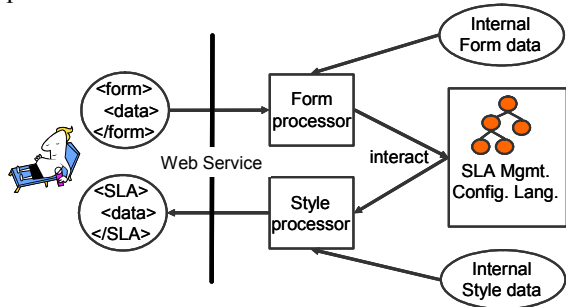 Internal
Form data
<form>
<data>
</form>
Form
processor
Web Service
interact
SLA Mgmt.
Config. Lang.
<SLA>
<data>
</SLA>
Style
processor
Internal
Style data